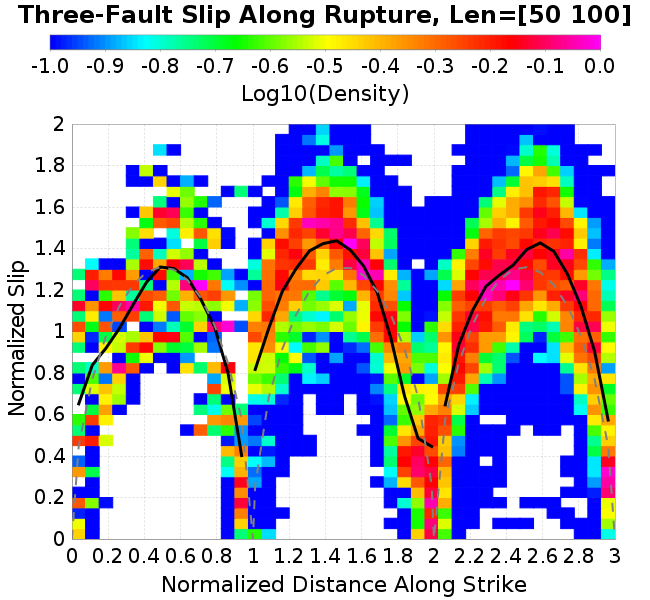 Three-Fault Slip Along Rupture, Len=[50 100]
-1.0 -0.9 -0.8 -0.7 -0.6 -0.5 -0.4 -0.3 -0.2 -0.1 0.0
Log10(Density)
Normalized Slip
2
1.8
1.6
1.4
1.2
1
0.8
0.6
0.4
0.2
0
0 0.2 0.4 0.6 0.8 1 1.2 1.4 1.6 1.8 2 2.2 2.4 2.6 2.8 3
Normalized Distance Along Strike